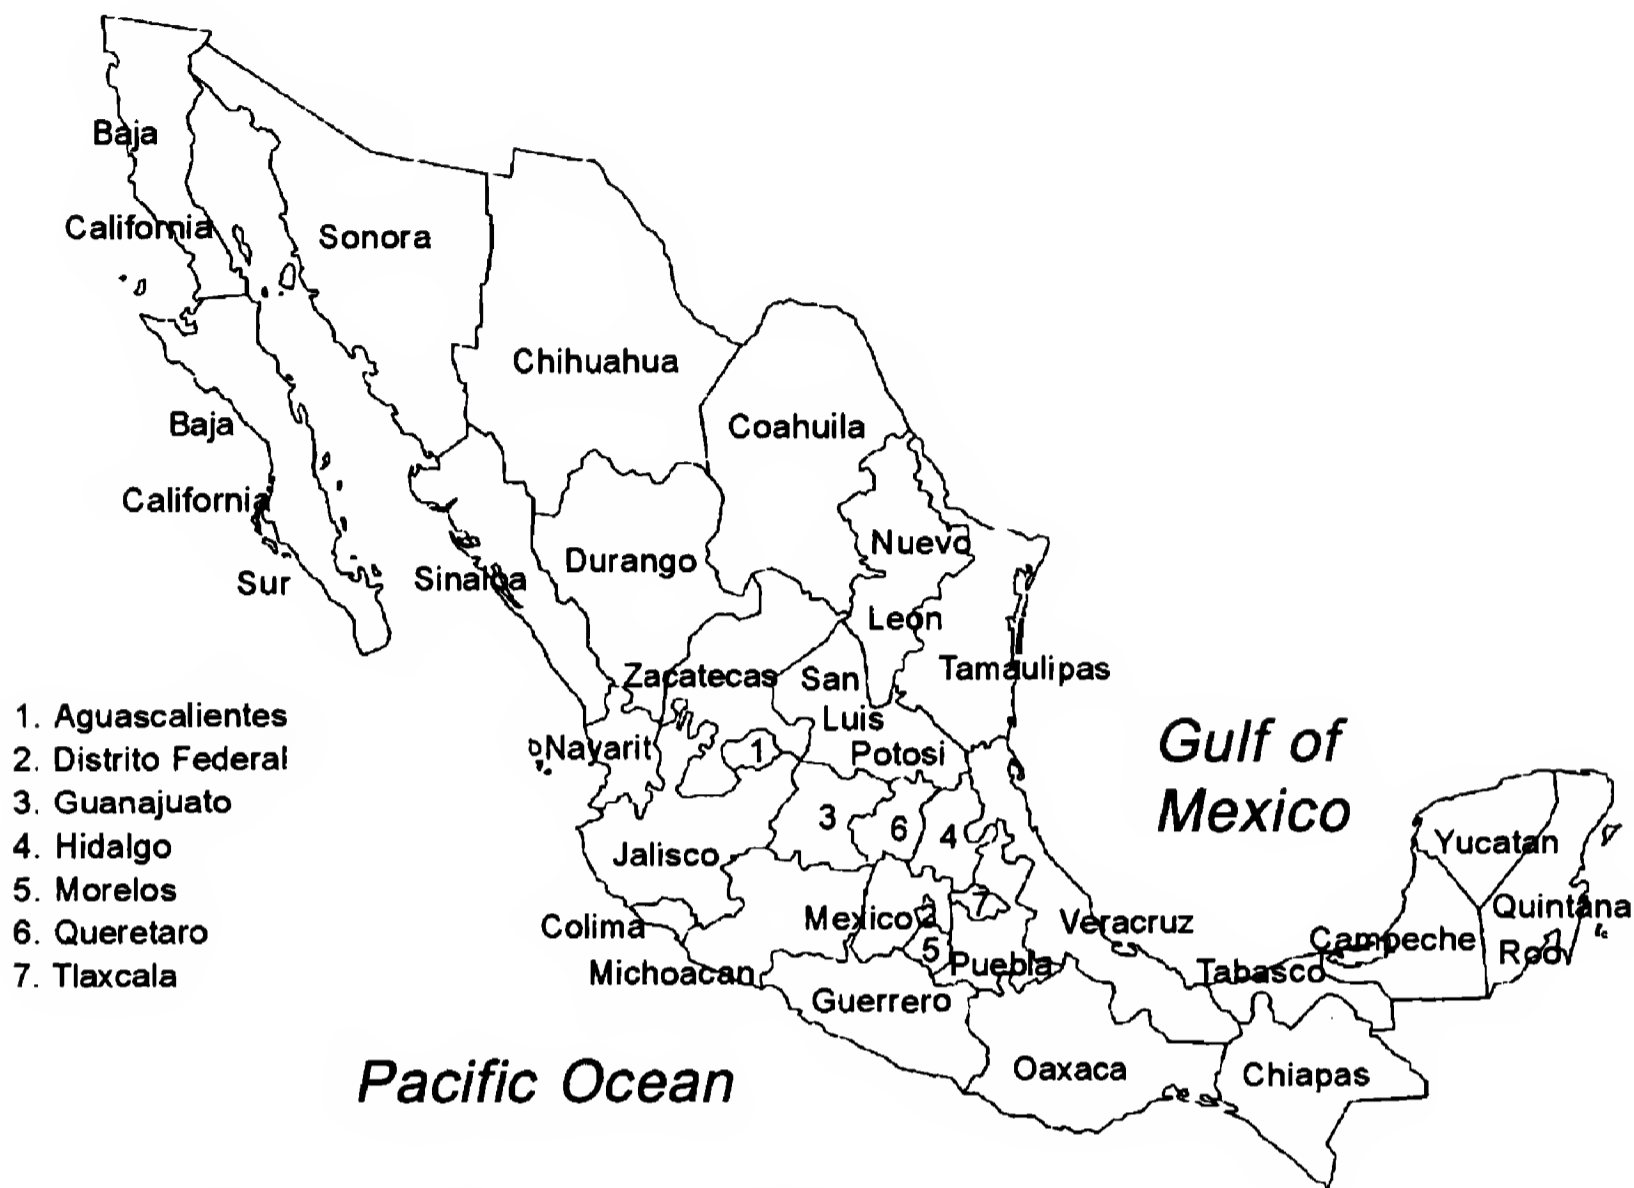 Baja
California
Sonora
Chihuahua
Coahuila
Baja
California
Sur
Sinaloa
Durango
Nuevo
Leon
Zacatecas
San
Luis
Potosi
Tamaulipas
1. Aguascalientes
2. Distrito Federal
3. Guanajuato
4. Hidalgo
5. Morelos
6. Queretaro
7. Tlaxcala
Nayarit
1
Gulf of
Mexico
3
6
4
Jalisco
Yucatan
7
Colima
Mexico 2
Veracruz
Quintana
Roo
5
Campeche
Michoacan
Puebla
Tabasco
Guerrero
Oaxaca
Chiapas
Pacific Ocean